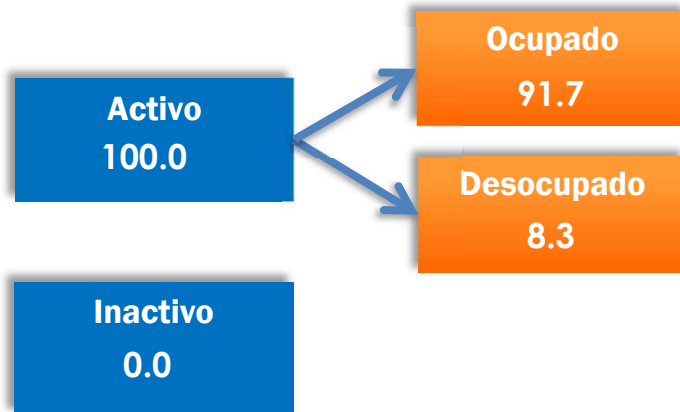 Activo
100.0
Ocupado
91.7
Desocupado
8.3
Inactivo
0.0